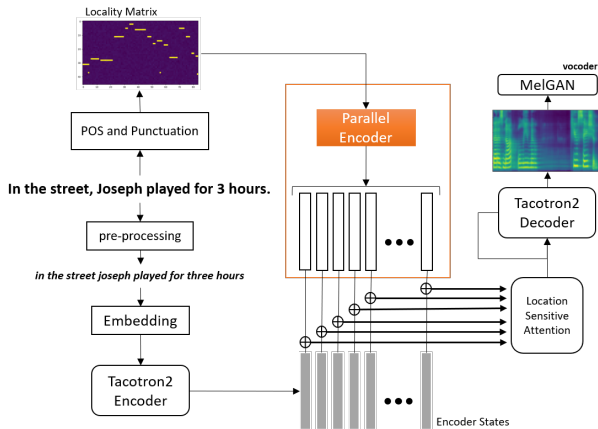 Locality Matrix
POS and Punctuation
In the street, Joseph played for 3 hours.
pre-processing
in the street joseph played for three hours
Embedding
Tacotron2
Encoder
Parallel
Encoder
Encoder States
vocoder
MelGAN
Tacotron2
Decoder
Location
Sensitive
Attention